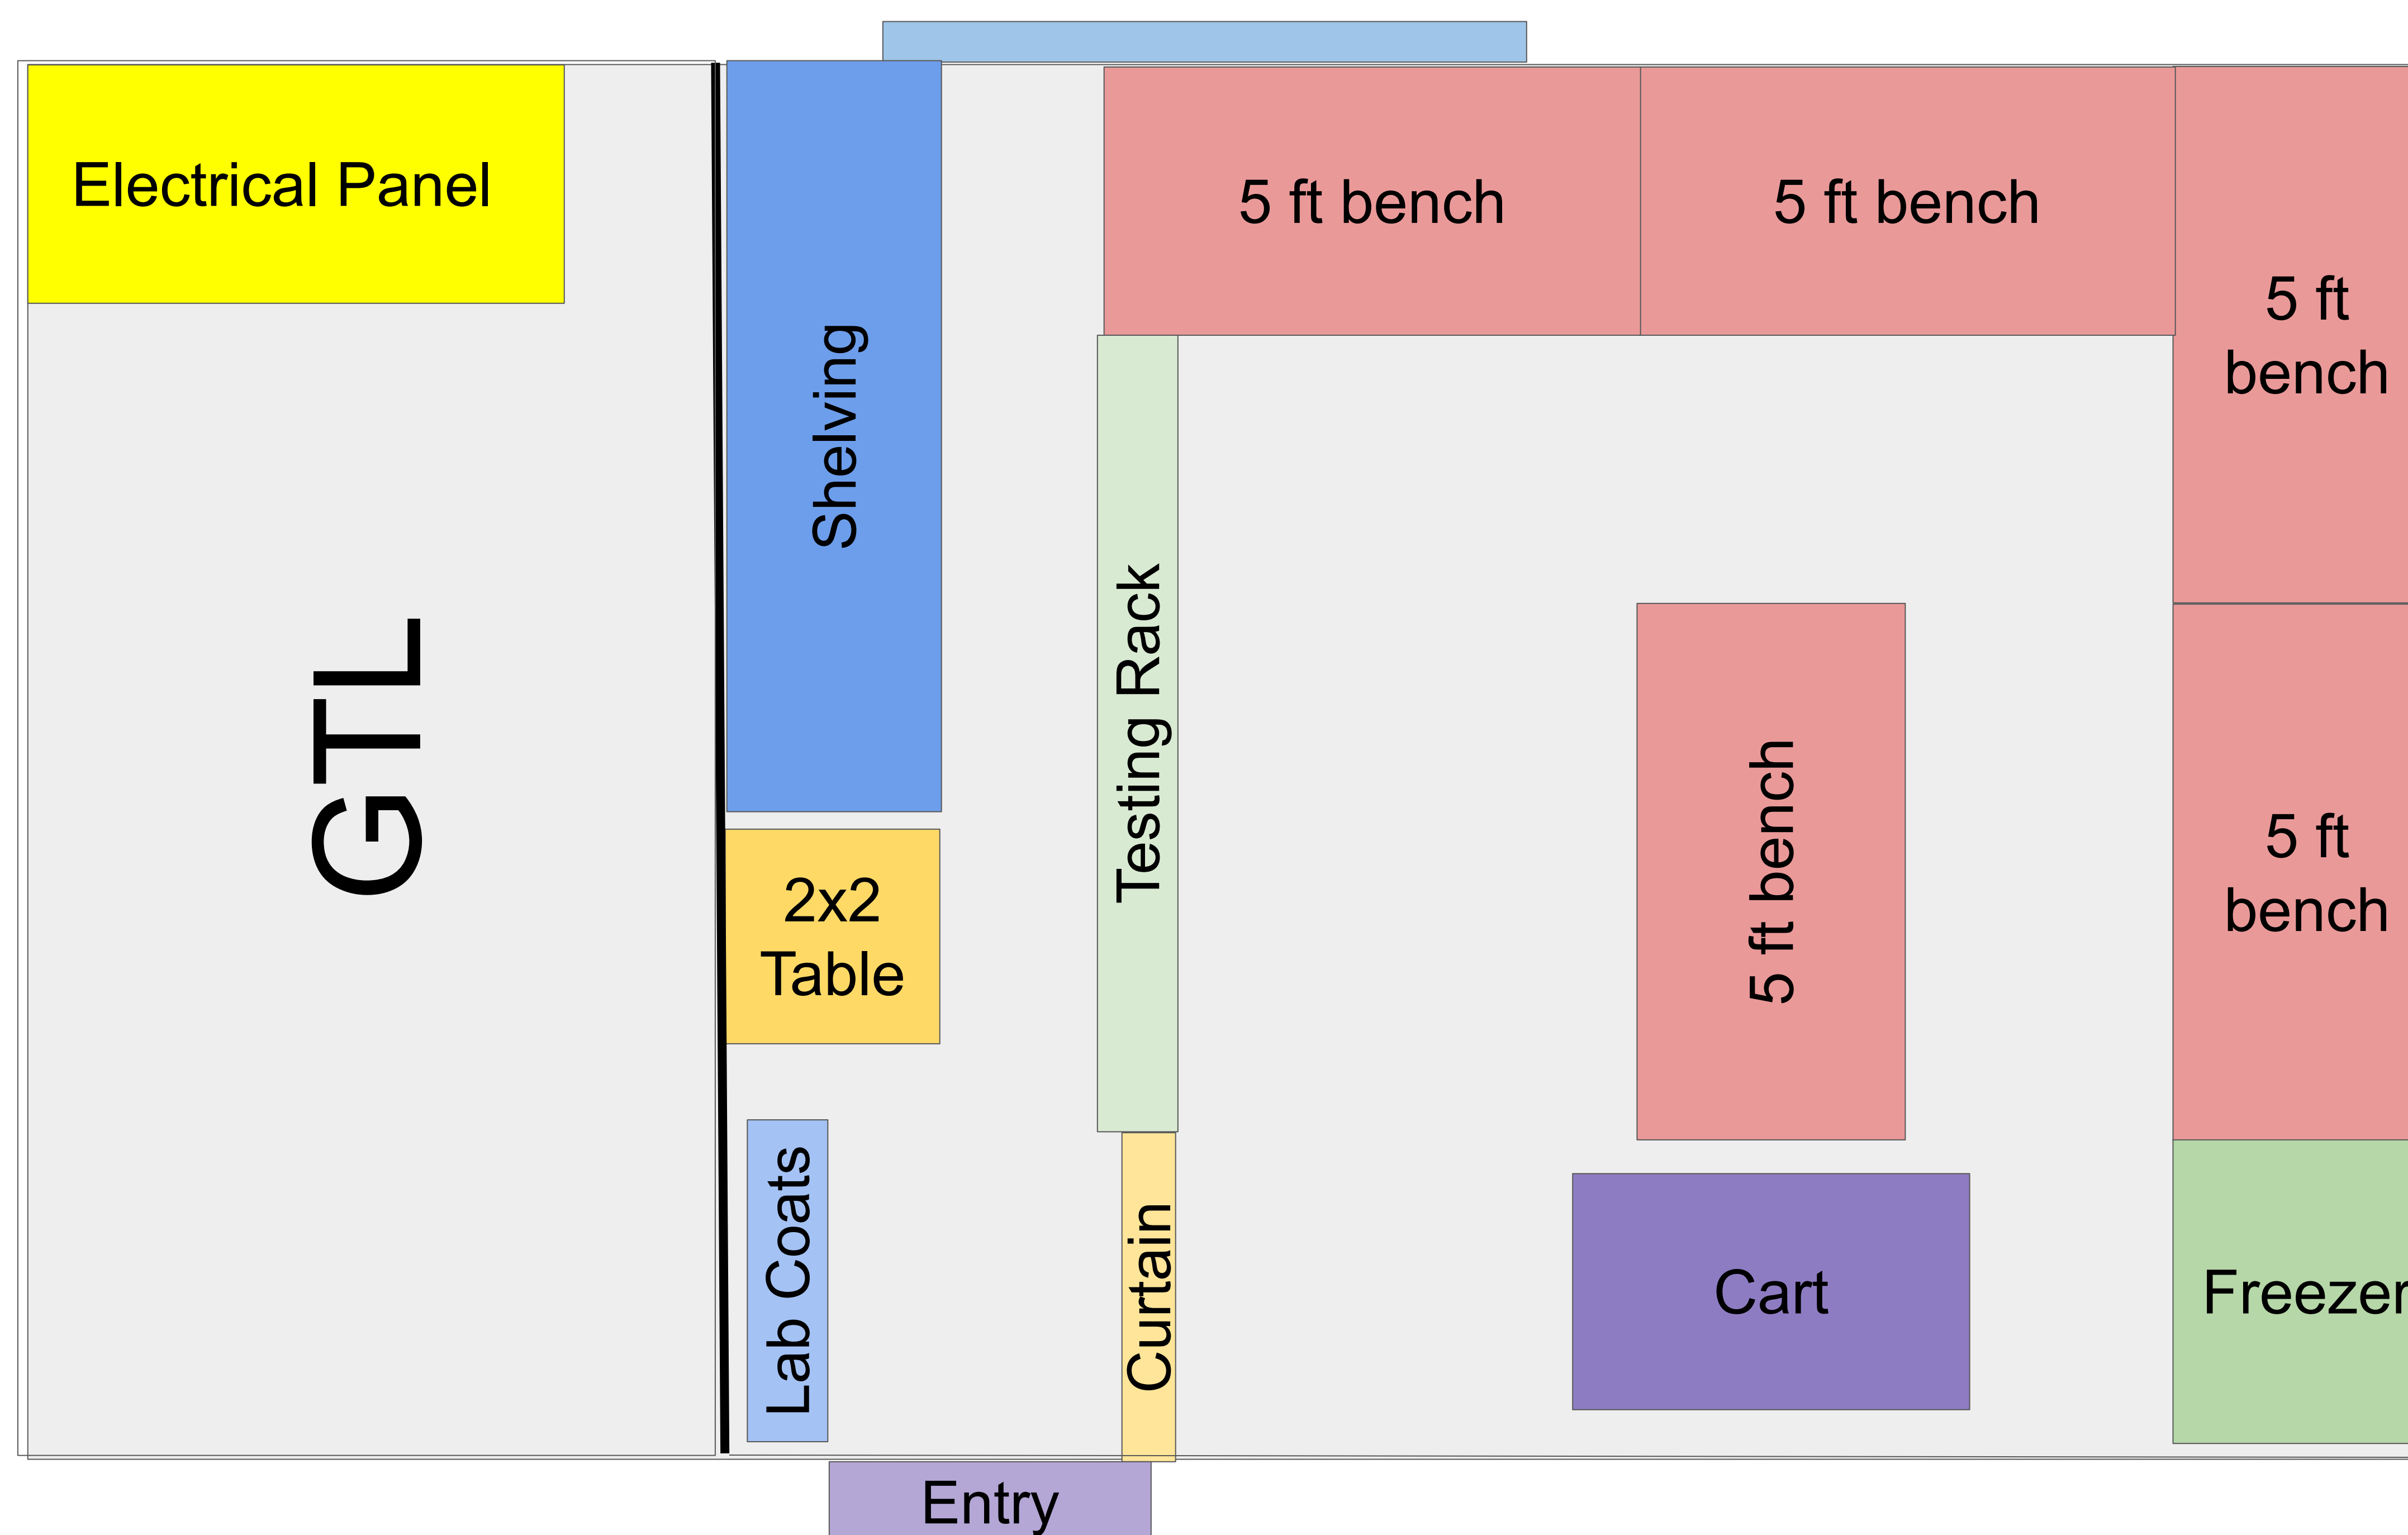 Electrical Panel
GTL
Shelving
2x2
Table
Lab Coats
Testing Rack
Curtain
Entry
5 ft bench
5 ft bench
5 ft
bench
5 ft bench
5 ft
bench
Cart
Freezer